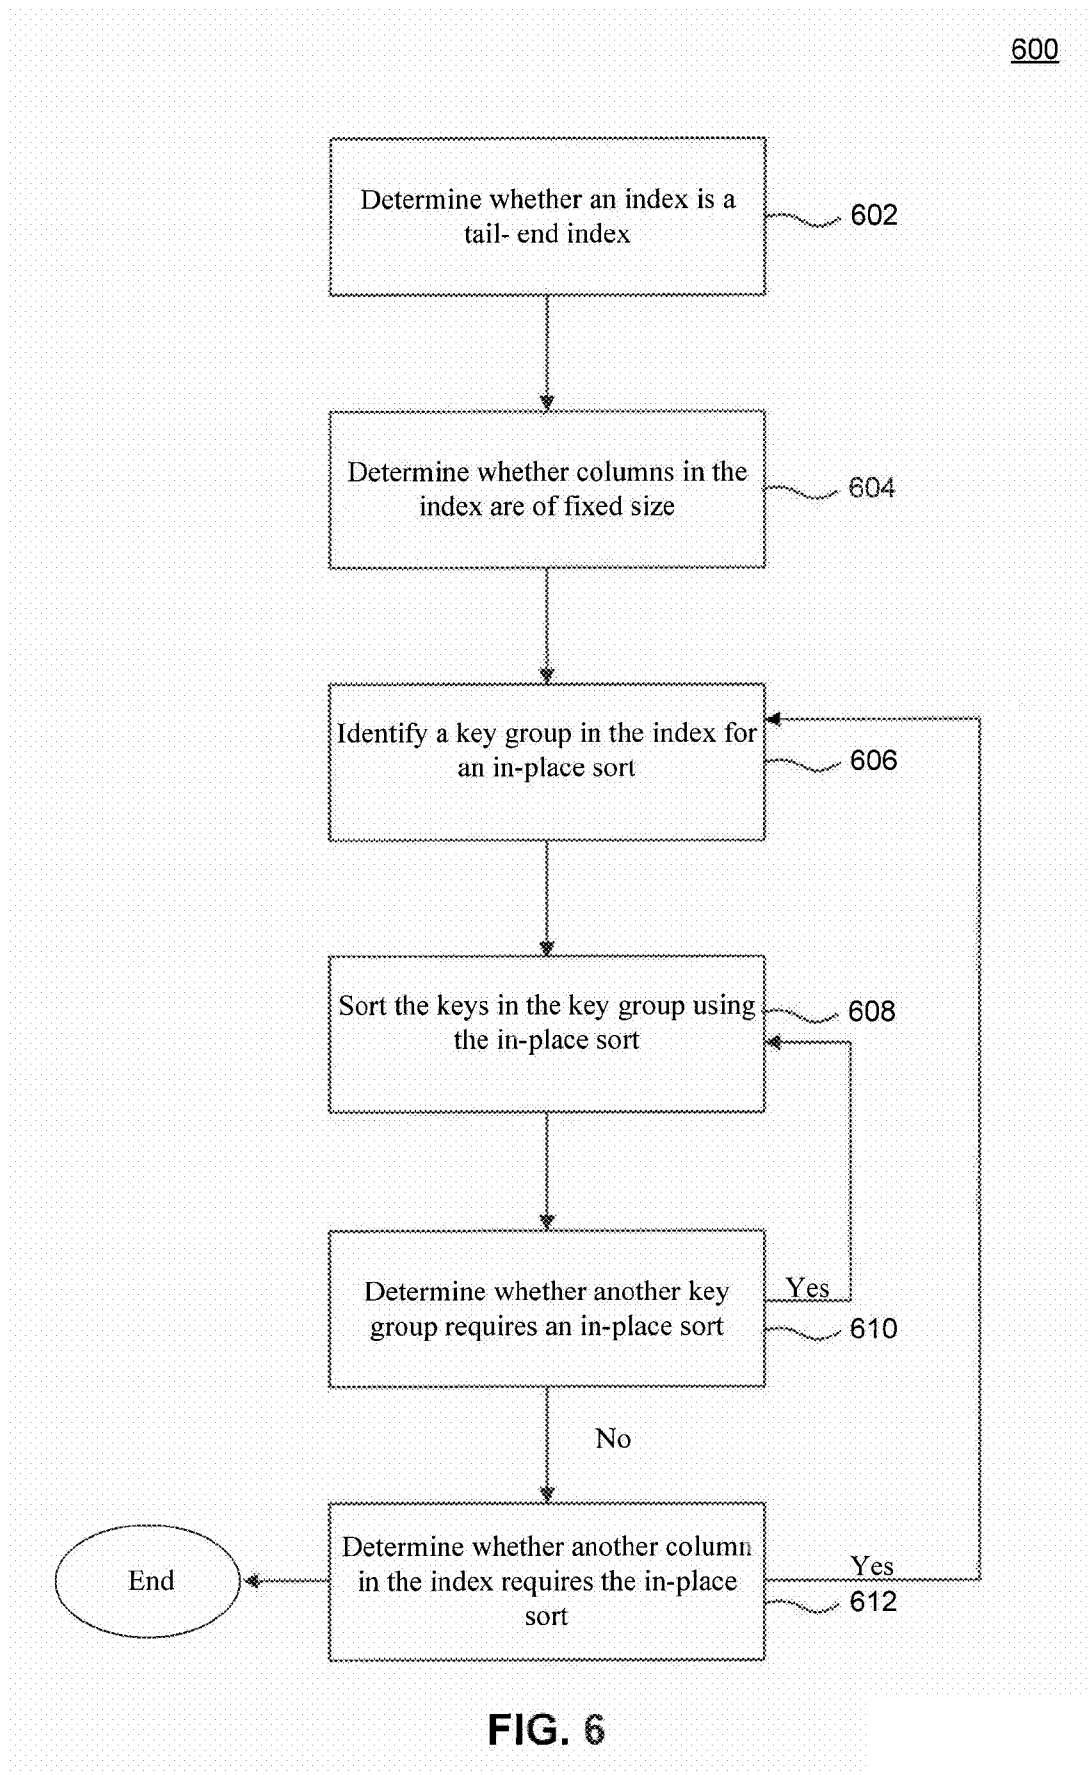 600
Determine whether an index is a
tail- end index
602
Determine whether columns in the
index are of fixed size
604
Identify a key group in the index for
an in-place sort
606
Sort the keys in the key group using
the in-place sort
608
Determine whether another key
group requires an in-place sort
Yes
610
No
Determine whether another column
in the index requires the in-place
sort
Yes
612
End
FIG. 6